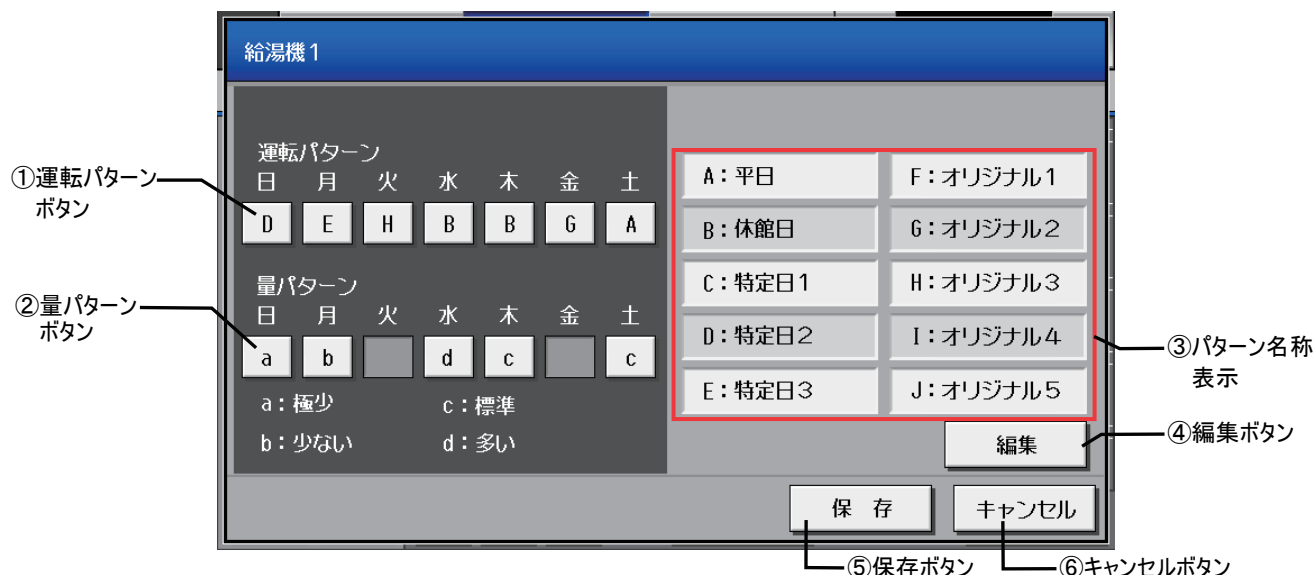 給湯機1
運転パターン
日 月 火 水 木 金 土
D E H B B G A
量パターン
日 月 火 水 木 金 土
a b d c c
a：極少 c：標準
b：少ない d：多い
A：平日 F：オリジナル1
B：休館日 G：オリジナル2
C：特定日1 H：オリジナル3
D：特定日2 I：オリジナル4
E：特定日3 J：オリジナル5
編集
保 存 キャンセル
①運転パターン
ボタン
②量パターン
ボタン
③パターン名称
表示
④編集ボタン
⑤保存ボタン
⑥キャンセルボタン